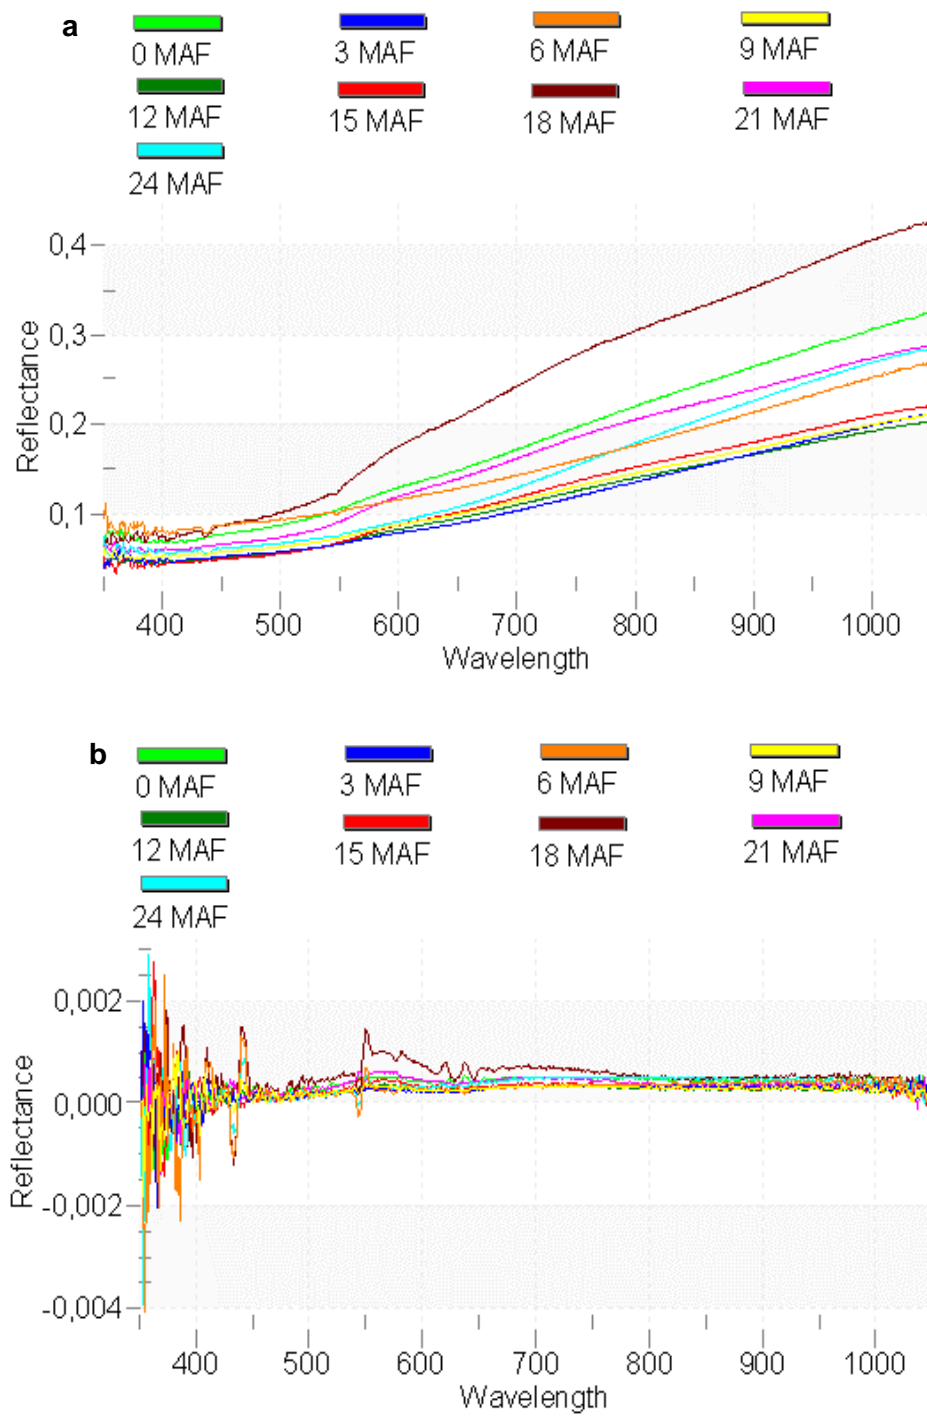 a
0 MAF 3 MAF 6 MAF 9 MAF
12 MAF 15 MAF 18 MAF 21 MAF
24 MAF
0,4
0,3
0,2
0,1
Reflectance
400 500 600 700 800 900 1000
Wavelength
b
0 MAF 3 MAF 6 MAF 9 MAF
12 MAF 15 MAF 18 MAF 21 MAF
24 MAF
0,002
0,000
-0,002
-0,004
Reflectance
400 500 600 700 800 900 1000
Wavelength